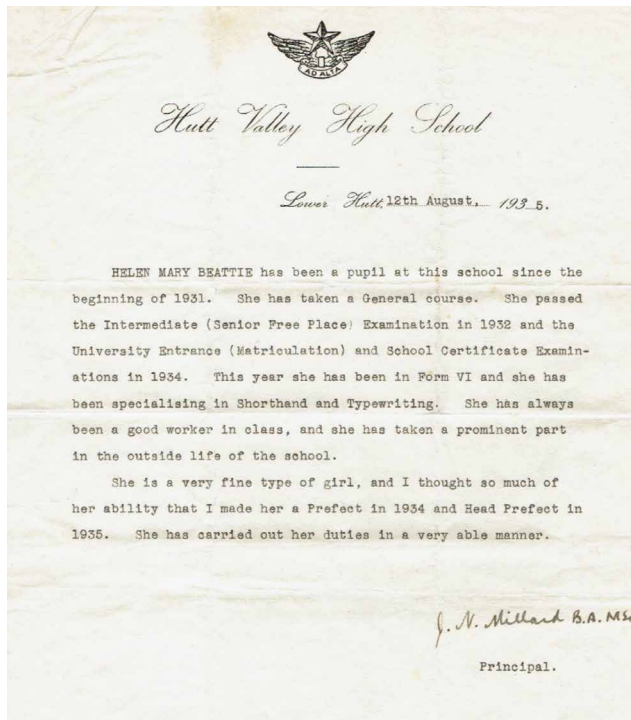 AD ALTA
Hutt Valley High School
Lower Hutt, 12th August, 1935.
HELEN MARY BEATTIE has been a pupil at this school since the
beginning of 1931. She has taken a General course. She passed
the Intermediate (Senior Free Place) Examination in 1932 and the
University Entrance (Matriculation) and School Certificate Examin-
ations in 1934. This year she has been in Form VI and she has
been specialising in Shorthand and Typewriting. She has always
been a good worker in class, and she has taken a prominent part
in the outside life of the school.
She is a very fine type of girl, and I thought so much of
her ability that I made her a Prefect in 1934 and Head Prefect in
1935. She has carried out her duties in a very able manner.
J. N. Millard B.A. MSc
Principal.